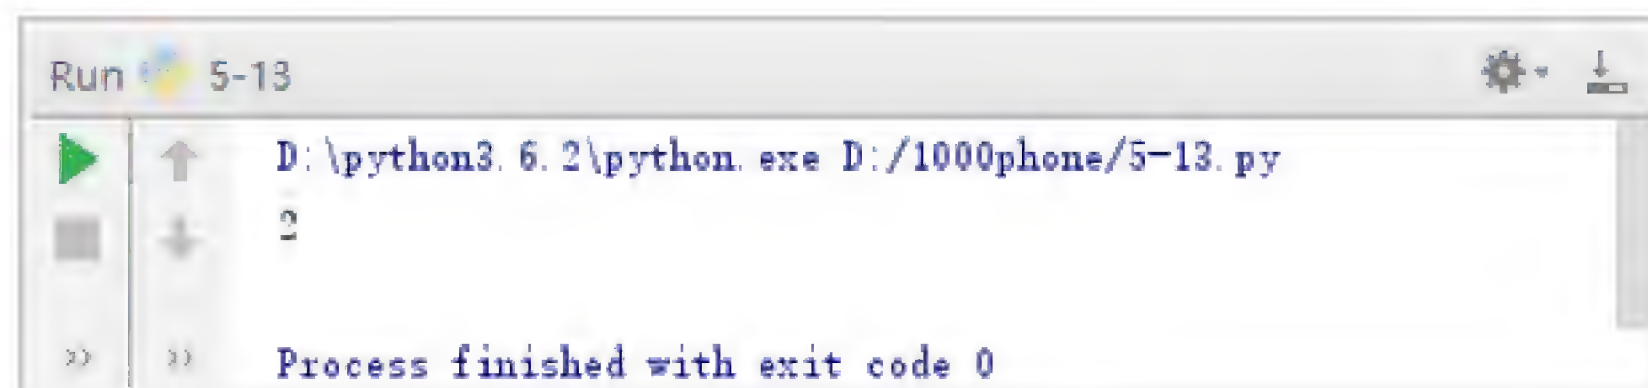 Run 5-13
D:\python3.6.2\python.exe D:/1000phone/5-13.py
2
Process finished with exit code 0